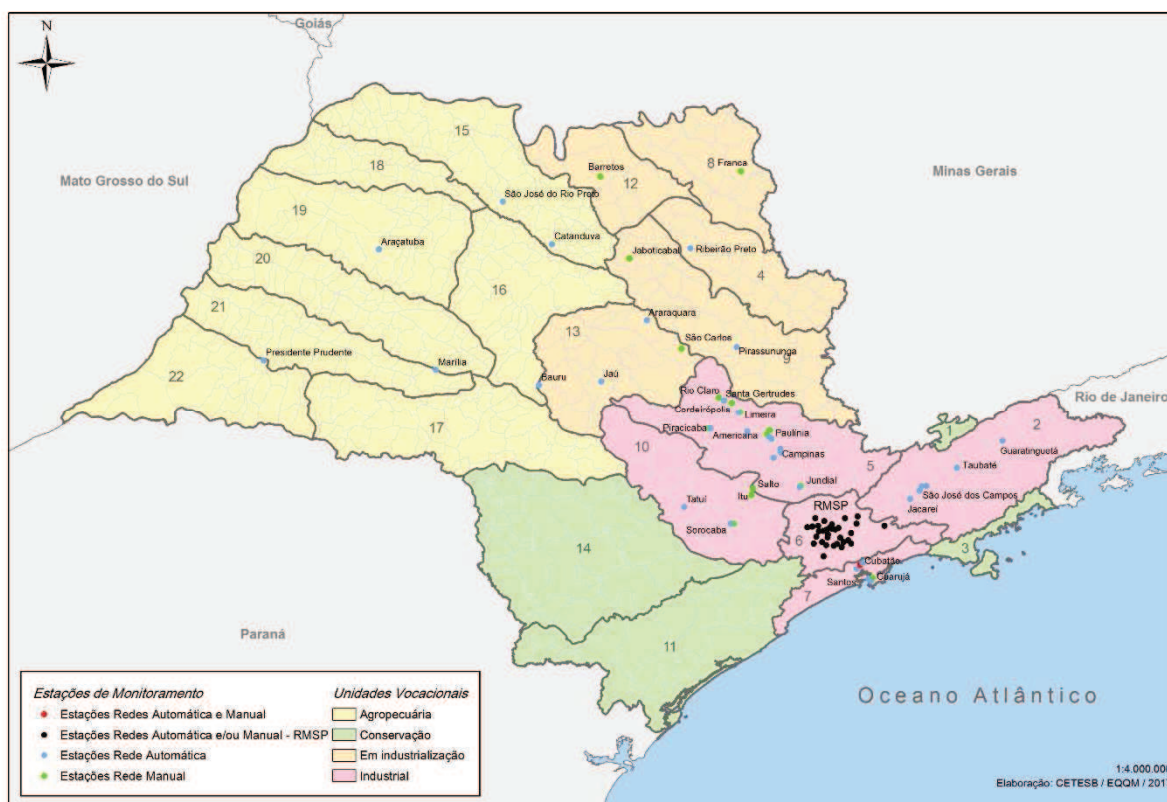 N
Goiás
Mato Grosso do Sul
Minas Gerais
Rio de Janeiro
Paraná
Oceano Atlântico
15
18
19
20
21
22
16
17
12
8
4
13
9
10
5
2
1
3
6
7
14
11
Barretos
Franca
São José do Rio Preto
Catanduva
Araçatuba
Jaboticabal
Ribeirão Preto
Araraquara
São Carlos
Pirassununga
Presidente Prudente
Marília
Bauru
Jaú
Rio Claro
Santa Gertrudes
Cordeirópolis
Limeira
Piracicaba
Americana
Paulínia
Campinas
Guaratinguetá
Taubaté
São José dos Campos
Jacareí
Salto
Jundiaí
Itu
Tatuí
Sorocaba
RMSP
Cubatão
Santos
Guarujá
Estações de Monitoramento
Estações Redes Automática e Manual
Estações Redes Automática e/ou Manual - RMSP
Estações Rede Automática
Estações Rede Manual
Unidades Vocacionais
Agropecuária
Conservação
Em industrialização
Industrial
1:4.000.000
Elaboração: CETESB / EQQM / 2017